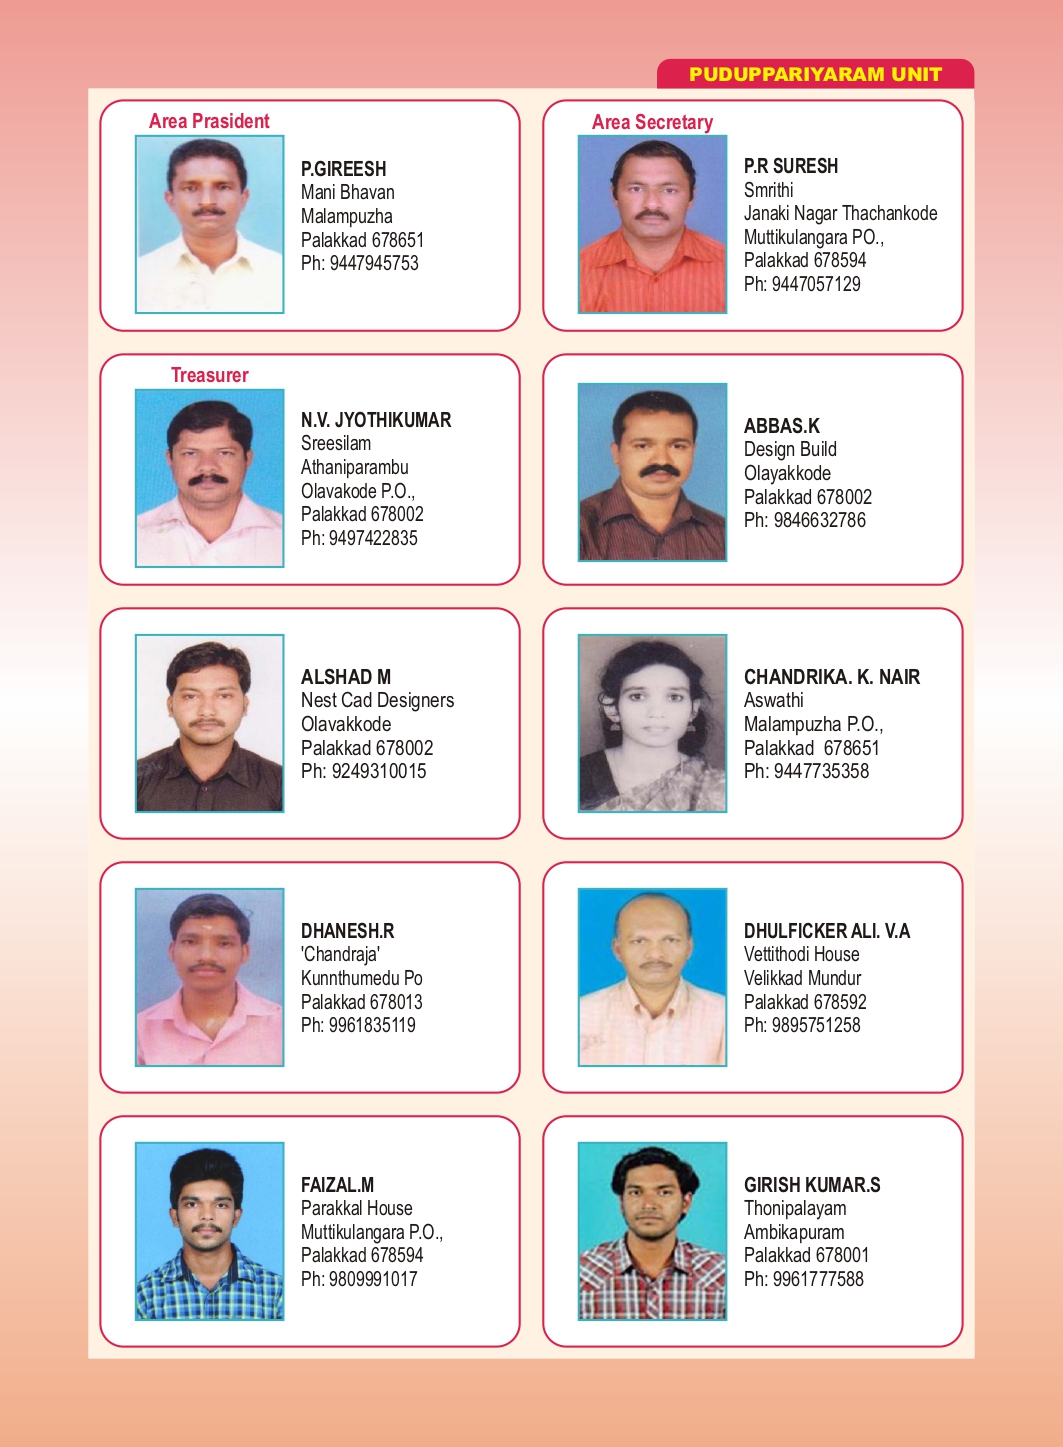 PUDUPPARIYARAM UNIT
Area Prasident
P.GIREESH
Mani Bhavan
Malampuzha
Palakkad 678651
Ph: 9447945753
Area Secretary
P.R SURESH
Smrithi
Janaki Nagar Thachankode
Muttikulangara PO.,
Palakkad 678594
Ph: 9447057129
Treasurer
N.V. JYOTHIKUMAR
Sreesilam
Athaniparambu
Olavakode P.O.,
Palakkad 678002
Ph: 9497422835
ABBAS.K
Design Build
Olayakkode
Palakkad 678002
Ph: 9846632786
ALSHAD M
Nest Cad Designers
Olavakkode
Palakkad 678002
Ph: 9249310015
CHANDRIKA. K. NAIR
Aswathi
Malampuzha P.O.,
Palakkad  678651
Ph: 9447735358
DHANESH.R
'Chandraja'
Kunnthumedu Po
Palakkad 678013
Ph: 9961835119
DHULFICKER ALI. V.A
Vettithodi House
Velikkad Mundur
Palakkad 678592
Ph: 9895751258
FAIZAL.M
Parakkal House
Muttikulangara P.O.,
Palakkad 678594
Ph: 9809991017
GIRISH KUMAR.S
Thonipalayam
Ambikapuram
Palakkad 678001
Ph: 9961777588